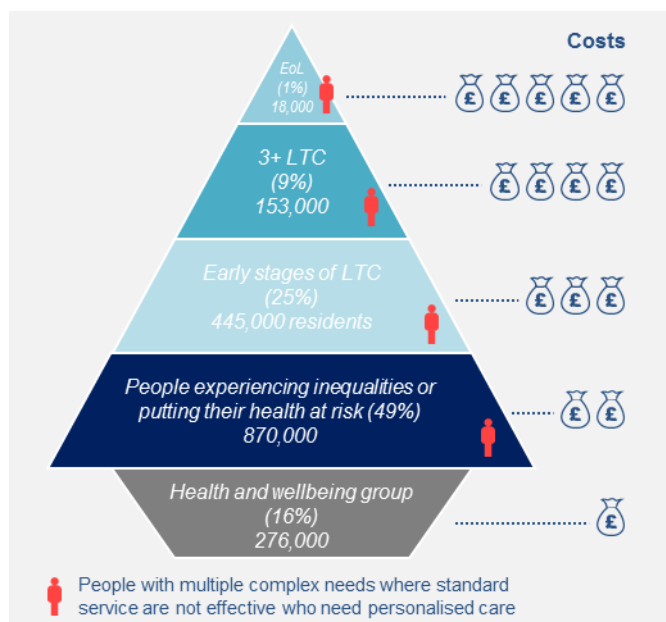 Costs
EoL
(1%)
18,000
£ £ £ £ £
3+ LTC
(9%)
153,000
£ £ £ £
Early stages of LTC
(25%)
445,000 residents
£ £ £
People experiencing inequalities or
putting their health at risk (49%)
870,000
£ £
Health and wellbeing group
(16%)
276,000
£
People with multiple complex needs where standard
service are not effective who need personalised care